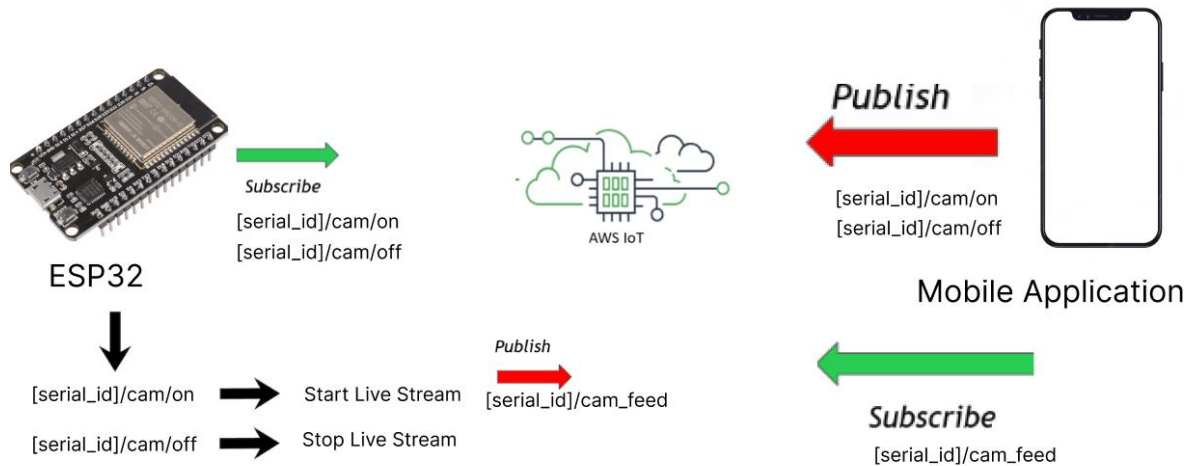 Publish
Subscribe
[serial_id]/cam/on
[serial_id]/cam/off
AWS IoT
[serial_id]/cam/on
[serial_id]/cam/off
ESP32
Mobile Application
[serial_id]/cam/on
Start Live Stream
Publish
[serial_id]/cam_feed
[serial_id]/cam/off
Stop Live Stream
Subscribe
[serial_id]/cam_feed